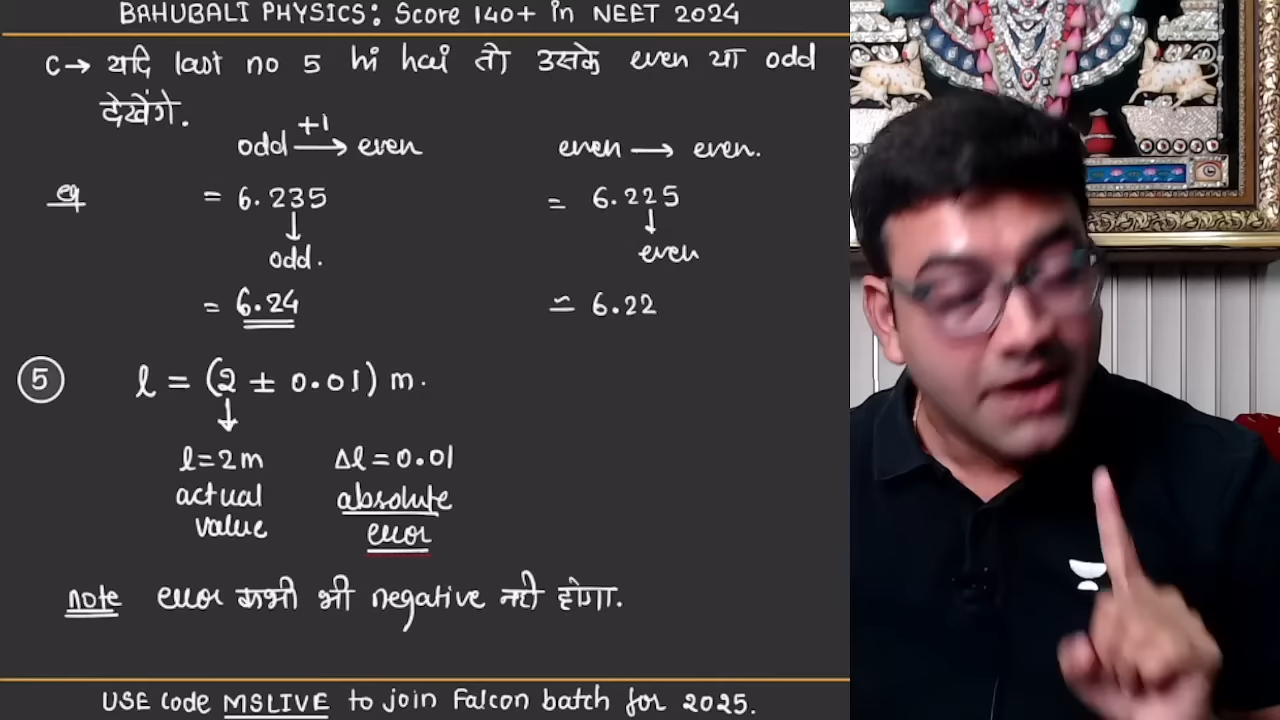 BAHUBALI PHYSICS: Score 140+ in NEET 2024
C → यदि last no 5 hi hai तो उसके even या odd
देखेंगे.
odd +1 → even     even → even.
eg = 6.235     = 6.225
↓     ↓
odd.     even
= 6.24     ≃ 6.22
5     l = (2 ± 0.01) m.
↓
l=2m     Δl=0.01
actual     absolute
value     error
note error कभी भी negative नही होगा.
USE Code MSLIVE to join Falcon batch for 2025.